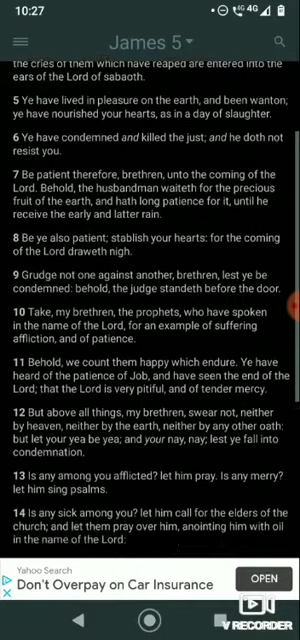 10:27
4G 4G
James 5
the cries of them which have reaped are entered into the
ears of the Lord of sabaoth.
5 Ye have lived in pleasure on the earth, and been wanton;
ye have nourished your hearts, as in a day of slaughter.
6 Ye have condemned and killed the just; and he doth not
resist you.
7 Be patient therefore, brethren, unto the coming of the
Lord. Behold, the husbandman waiteth for the precious
fruit of the earth, and hath long patience for it, until he
receive the early and latter rain.
8 Be ye also patient; stablish your hearts: for the coming
of the Lord draweth nigh.
9 Grudge not one against another, brethren, lest ye be
condemned: behold, the judge standeth before the door.
10 Take, my brethren, the prophets, who have spoken
in the name of the Lord, for an example of suffering
affliction, and of patience.
11 Behold, we count them happy which endure. Ye have
heard of the patience of Job, and have seen the end of the
Lord; that the Lord is very pitiful, and of tender mercy.
12 But above all things, my brethren, swear not, neither
by heaven, neither by the earth, neither by any other oath:
but let your yea be yea; and your nay, nay; lest ye fall into
condemnation.
13 Is any among you afflicted? let him pray. Is any merry?
let him sing psalms.
14 Is any sick among you? let him call for the elders of the
church; and let them pray over him, anointing him with oil
in the name of the Lord:
Yahoo Search
Don't Overpay on Car Insurance
OPEN
V RECORDER